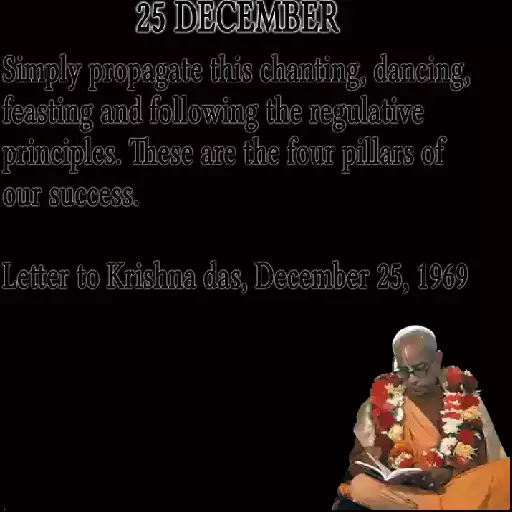 25 DECEMBER
Simply propagate this chanting, dancing,
feasting and following the regulative
principles. These are the four pillars of
our success.
Letter to Krishna das, December 25, 1969